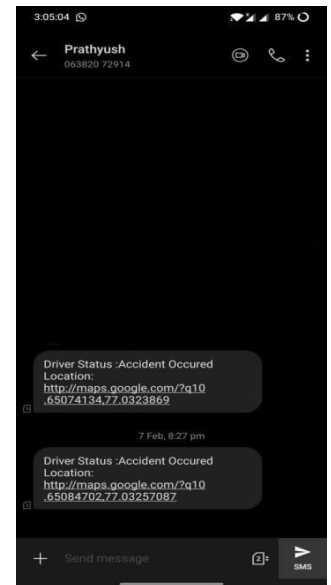 3:05:04
87%
Prathyush
063820 72914
Driver Status :Accident Occured
Location:
http://maps.google.com/?q10
.65074134,77.0323869
7 Feb, 8:27 pm
Driver Status :Accident Occured
Location:
http://maps.google.com/?q10
.65084702,77.03257087
Send message
2
SMS